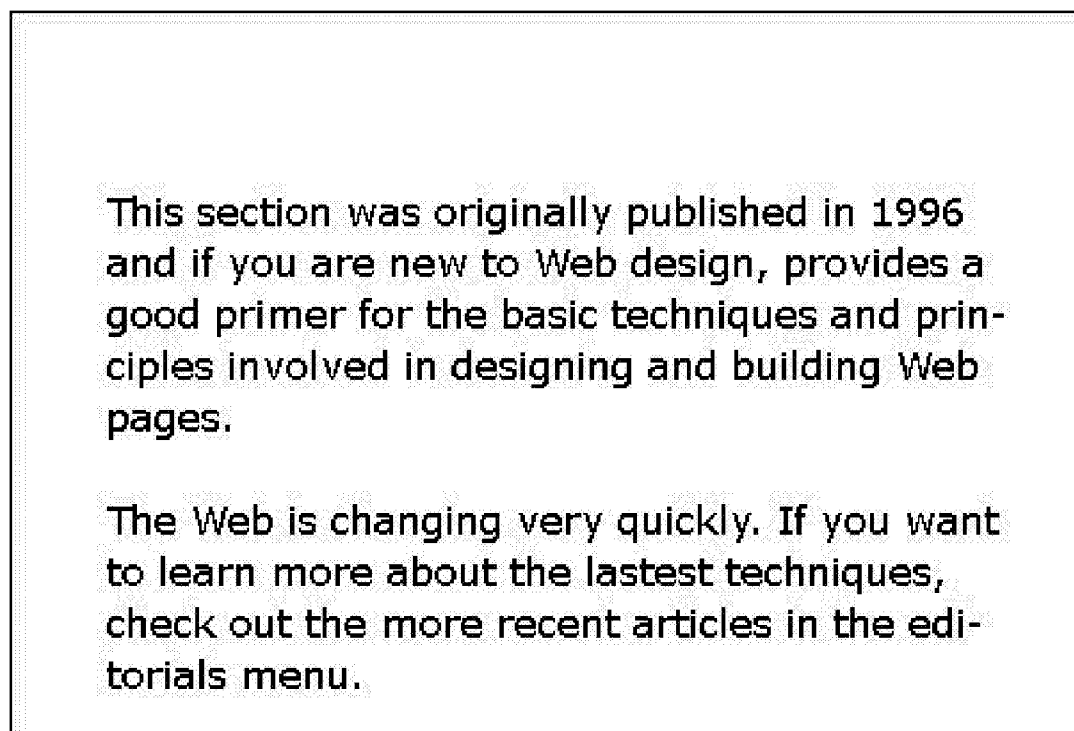 This section was originally published in 1996
and if you are new to Web design, provides a
good primer for the basic techniques and prin-
ciples involved in designing and building Web
pages.
The Web is changing very quickly. If you want
to learn more about the lastest techniques,
check out the more recent articles in the edi-
torials menu.